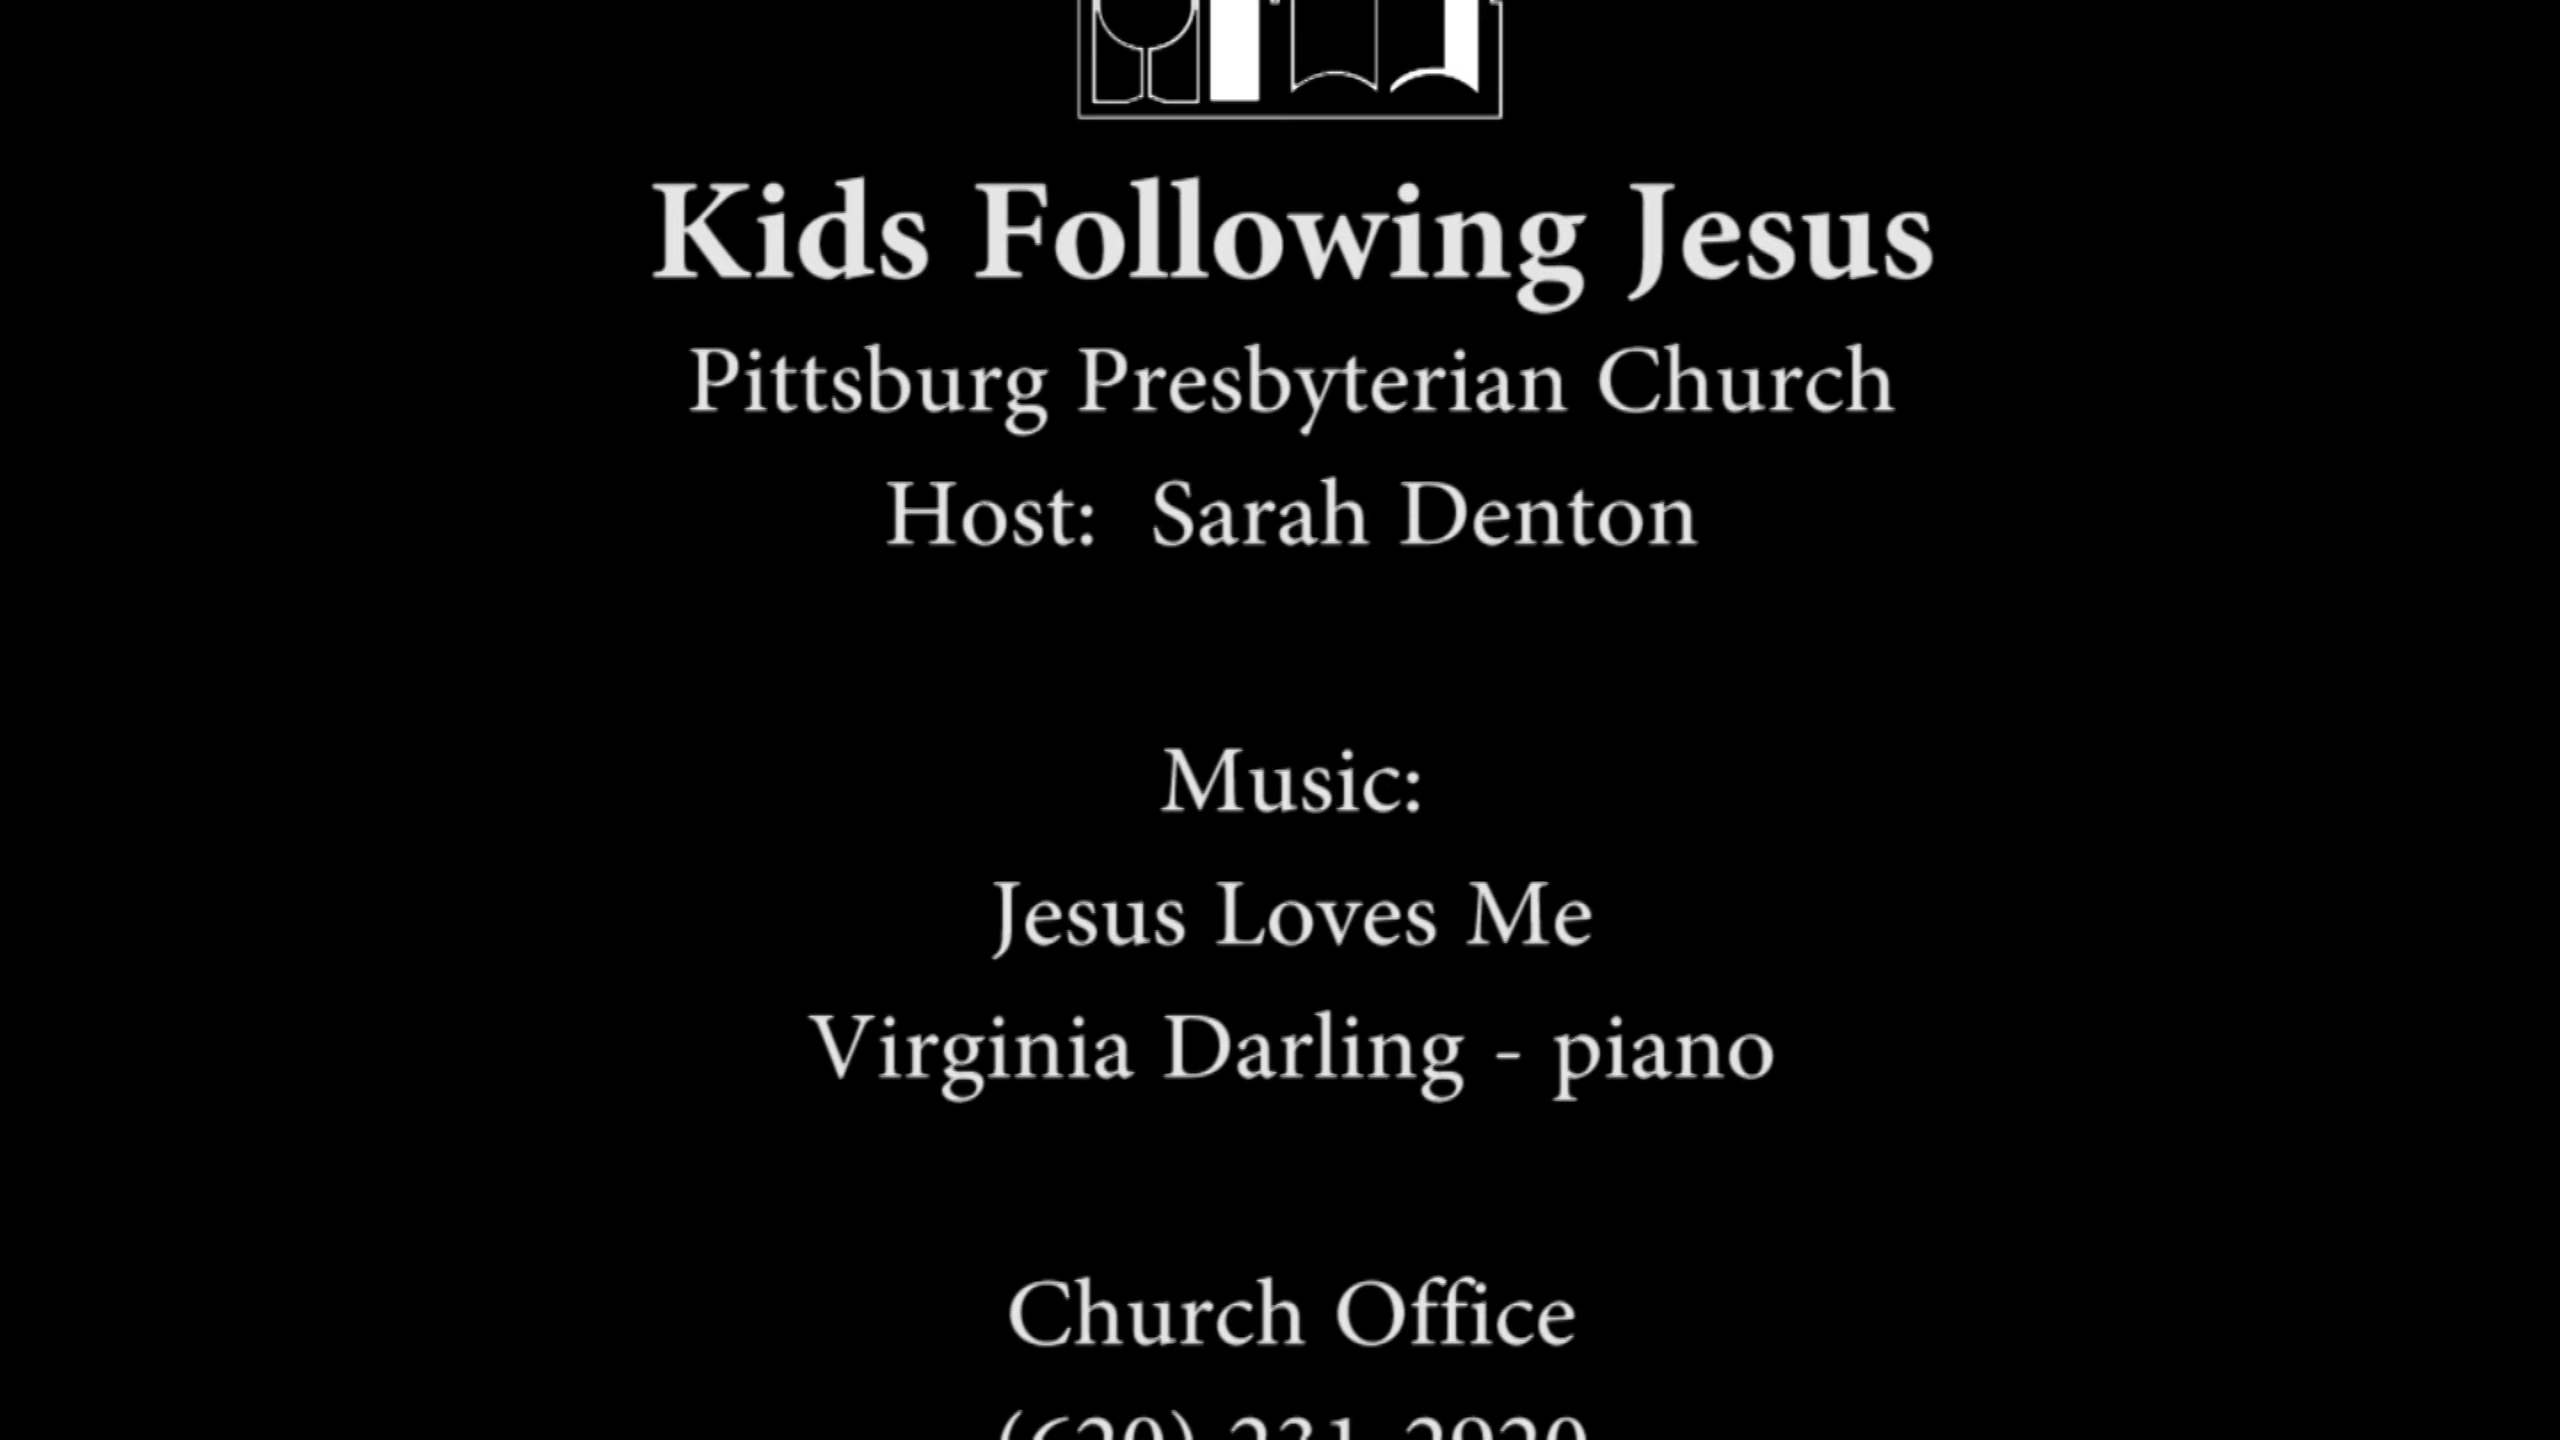 Kids Following Jesus
Pittsburg Presbyterian Church
Host:  Sarah Denton
Music:
Jesus Loves Me
Virginia Darling - piano
Church Office